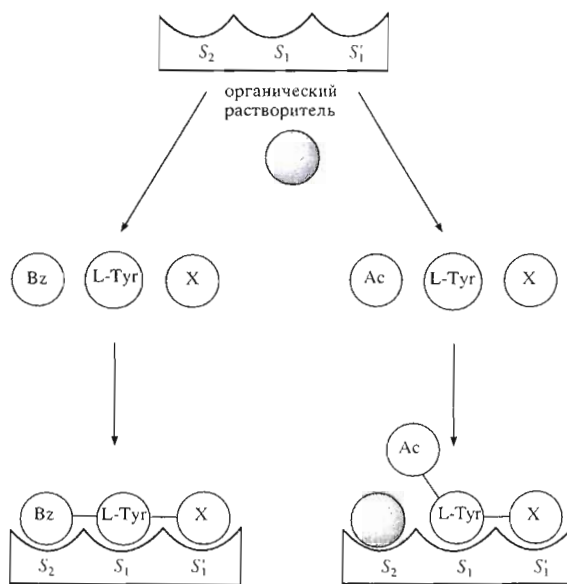 S₂ S₁ S₁′
органический
растворитель
Bz L-Tyr X
Ac L-Tyr X
Ac
Bz L-Tyr X
L-Tyr X
S₂ S₁ S₁′
S₂ S₁ S₁′